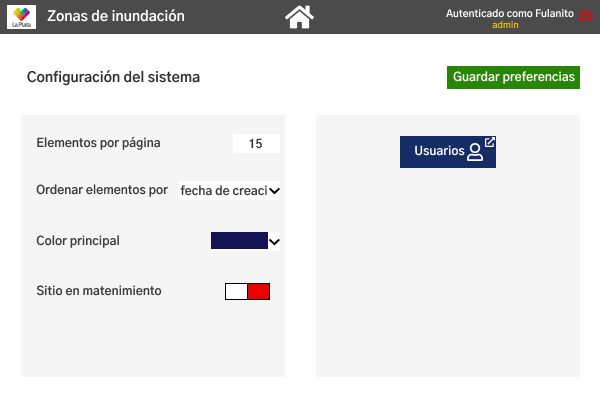 La Plata
Zonas de inundación
Autenticado como Fulanito
admin
Configuración del sistema
Guardar preferencias
Elementos por página
15
Ordenar elementos por
fecha de creaci
Color principal
Sitio en matenimiento
Usuarios